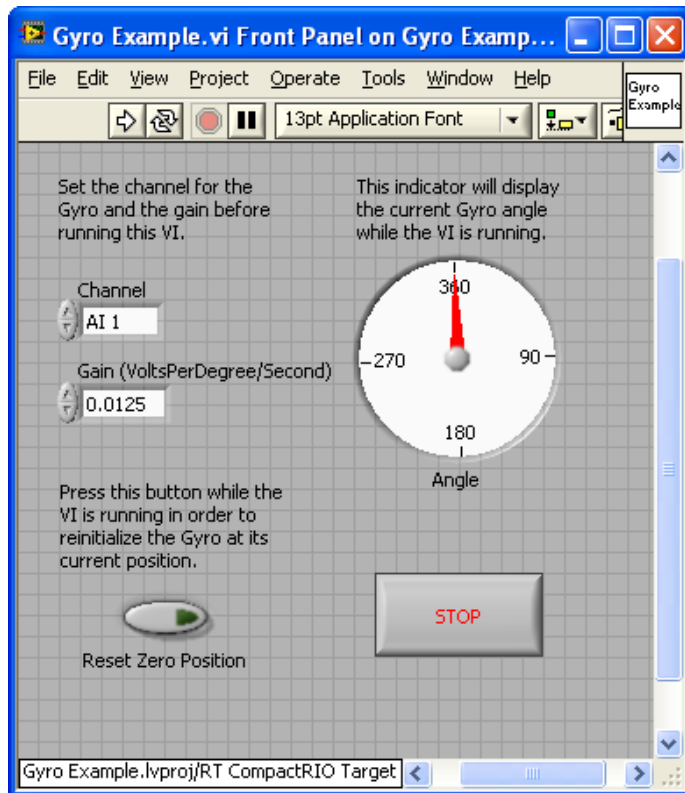 Gyro Example.vi Front Panel on Gyro Examp...
File Edit View Project Operate Tools Window Help
Gyro
Example
13pt Application Font
Set the channel for the
Gyro and the gain before
running this VI.
This indicator will display
the current Gyro angle
while the VI is running.
Channel
AI 1
Gain (VoltsPerDegree/Second)
0.0125
360
270
90
180
Angle
Press this button while the
VI is running in order to
reinitialize the Gyro at its
current position.
Reset Zero Position
STOP
Gyro Example.lvproj/RT CompactRIO Target